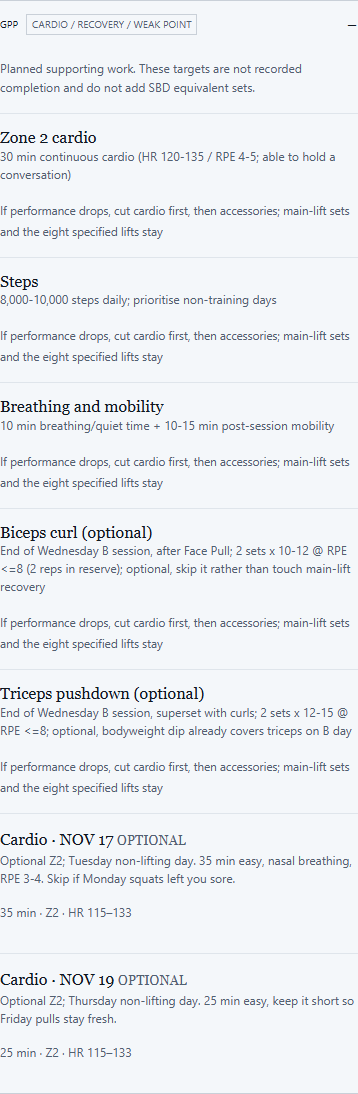 GPP CARDIO / RECOVERY / WEAK POINT –
Planned supporting work. These targets are not recorded
completion and do not add SBD equivalent sets.
Zone 2 cardio
30 min continuous cardio (HR 120-135 / RPE 4-5; able to hold a
conversation)
If performance drops, cut cardio first, then accessories; main-lift sets
and the eight specified lifts stay
Steps
8,000-10,000 steps daily; prioritise non-training days
If performance drops, cut cardio first, then accessories; main-lift sets
and the eight specified lifts stay
Breathing and mobility
10 min breathing/quiet time + 10-15 min post-session mobility
If performance drops, cut cardio first, then accessories; main-lift sets
and the eight specified lifts stay
Biceps curl (optional)
End of Wednesday B session, after Face Pull; 2 sets x 10-12 @ RPE
<=8 (2 reps in reserve); optional, skip it rather than touch main-lift
recovery
If performance drops, cut cardio first, then accessories; main-lift sets
and the eight specified lifts stay
Triceps pushdown (optional)
End of Wednesday B session, superset with curls; 2 sets x 12-15 @
RPE <=8; optional, bodyweight dip already covers triceps on B day
If performance drops, cut cardio first, then accessories; main-lift sets
and the eight specified lifts stay
Cardio · NOV 17 OPTIONAL
Optional Z2; Tuesday non-lifting day. 35 min easy, nasal breathing,
RPE 3-4. Skip if Monday squats left you sore.
35 min · Z2 · HR 115–133
Cardio · NOV 19 OPTIONAL
Optional Z2; Thursday non-lifting day. 25 min easy, keep it short so
Friday pulls stay fresh.
25 min · Z2 · HR 115–133